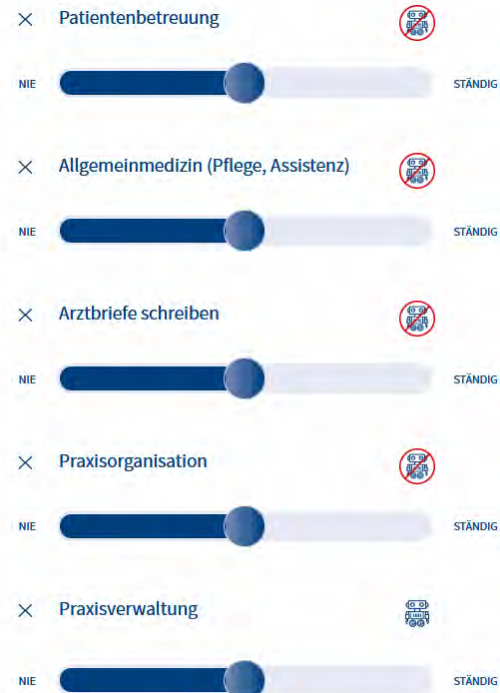 Patientenbetreuung
NIE STÄNDIG
Allgemeinmedizin (Pflege, Assistenz)
NIE STÄNDIG
Arztbriefe schreiben
NIE STÄNDIG
Praxisorganisation
NIE STÄNDIG
Praxisverwaltung
NIE STÄNDIG